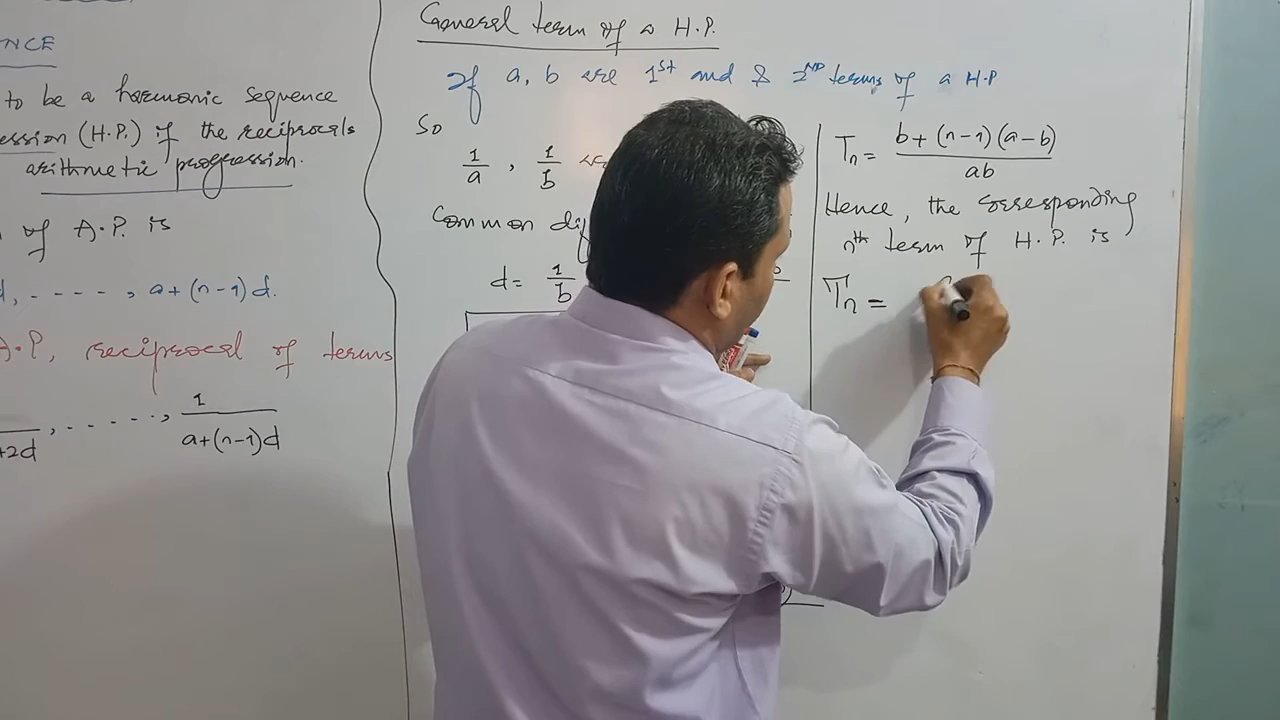 NCE
to be a harmonic sequence
ession (H.P.) if the reciprocals
arithmetic progression.
of A.P. is
d, - - - - -, a+(n-1)d.
A.P, reciprocal of terms
+2d, ......, 1/(a+(n-1)d)
General term of a H.P.
If a, b are 1st and & 2ND terms of a H.P
So
1/a , 1/b are
Common dif
d= 1/b
Tn = (b+(n-1)(a-b))/ab
Hence, the corresponding
nth term of H.P. is
Tn =